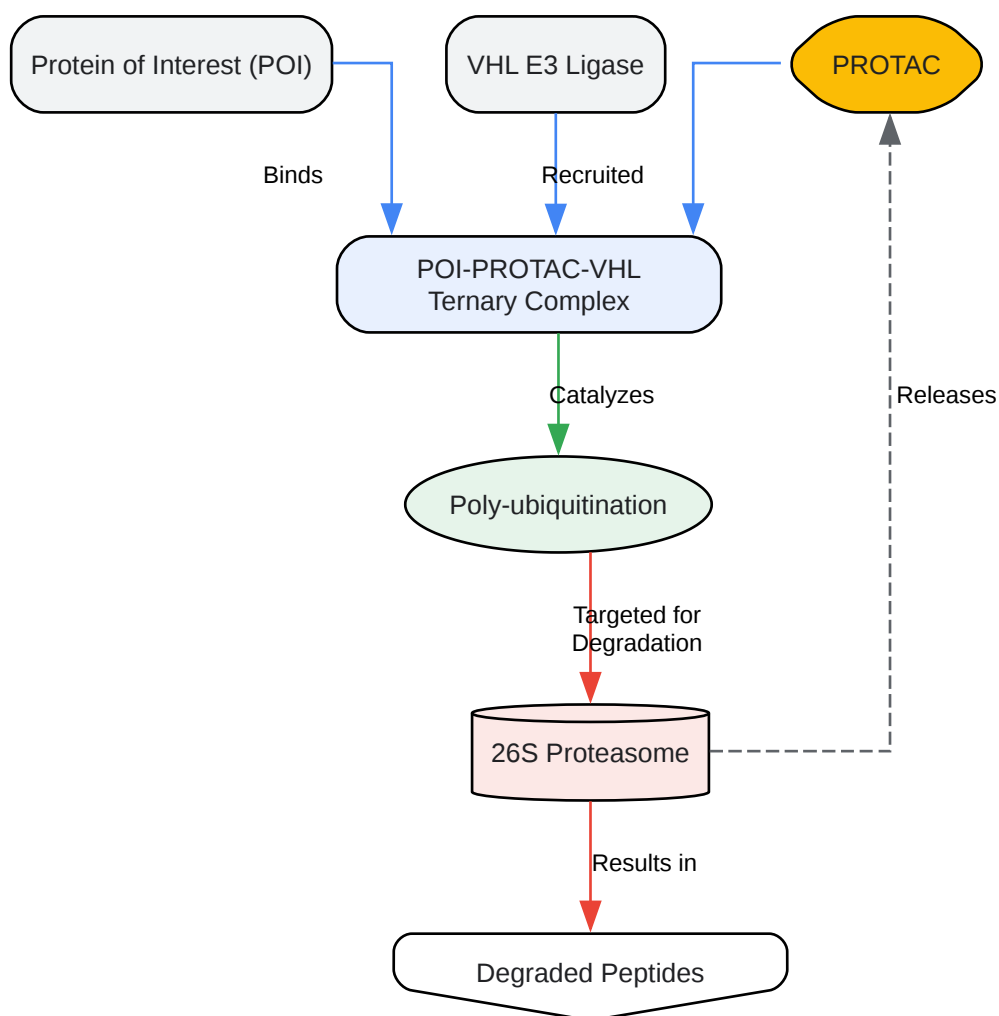 Protein of Interest (POI)
VHL E3 Ligase
PROTAC
Binds
Recruited
POI-PROTAC-VHL
Ternary Complex
Catalyzes
Releases
Poly-ubiquitination
Targeted for
Degradation
26S Proteasome
Results in
Degraded Peptides